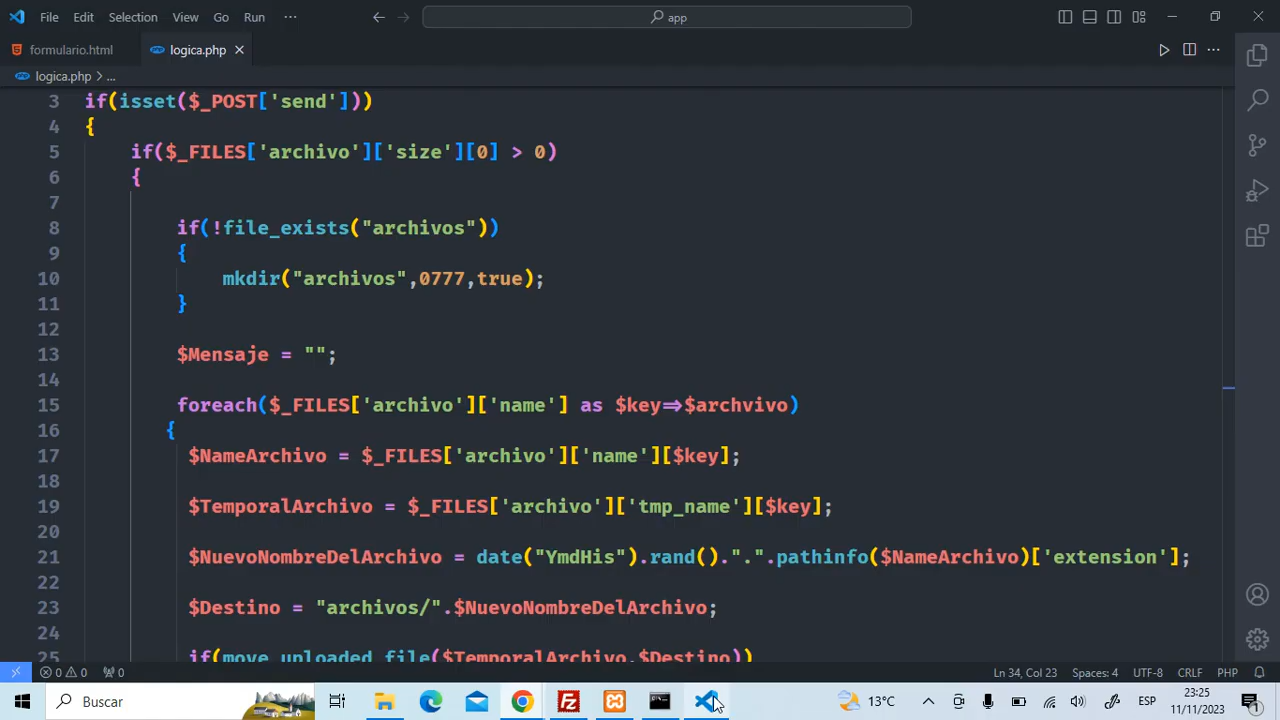 File Edit Selection View Go Run ··· app
formulario.html logica.php
logica.php > ...
3 if(isset($_POST['send']))
4 {
5 if($_FILES['archivo']['size'][0] > 0)
6 {
7
8 if(!file_exists("archivos"))
9 {
10 mkdir("archivos",0777,true);
11 }
12
13 $Mensaje = "";
14
15 foreach($_FILES['archivo']['name'] as $key=>$archvivo)
16 {
17 $NameArchivo = $_FILES['archivo']['name'][$key];
18
19 $TemporalArchivo = $_FILES['archivo']['tmp_name'][$key];
20
21 $NuevoNombreDelArchivo = date("YmdHis").rand().".".pathinfo($NameArchivo)['extension'];
22
23 $Destino = "archivos/".$NuevoNombreDelArchivo;
24
25 if(move_uploaded_file($TemporalArchivo,$Destino))
0 0 0 Ln 34, Col 23 Spaces: 4 UTF-8 CRLF PHP
Buscar 13°C ESP 23:25
11/11/2023 1